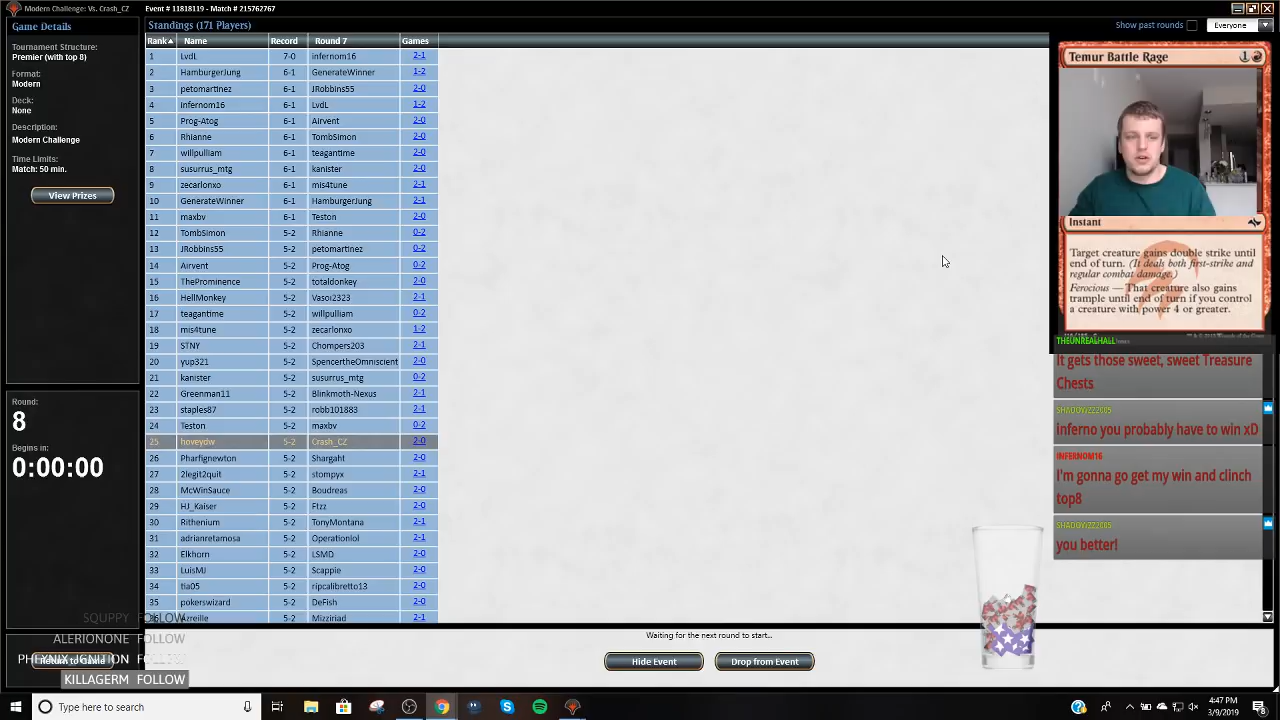 Modern Challenge: Vs. Crash_CZ
Event # 11818119 - Match # 215762767
Game Details
Tournament Structure:
Premier (with top 8)
Format:
Modern
Deck:
None
Description:
Modern Challenge
Time Limits:
Match: 50 min.
View Prizes
Round:
8
Begins in:
0:00:00
Standings (171 Players)
Show past rounds
Everyone
Rank Name Record Round 7 Games
1 LvdL 7-0 infernom16 2-1
2 HamburgerJung 6-1 GenerateWinner 1-2
3 petomartinez 6-1 JRobbins55 2-0
4 Infernom16 6-1 LvdL 1-2
5 Prog-Atog 6-1 Airvent 2-0
6 Rhianne 6-1 TombSimon 2-0
7 willpulliam 6-1 teagantime 2-0
8 susurrus_mtg 6-1 kanister 2-0
9 zecarlonxo 6-1 mis4tune 2-1
10 GenerateWinner 6-1 HamburgerJung 2-1
11 maxbv 6-1 Teston 2-0
12 TombSimon 5-2 Rhianne 0-2
13 JRobbins55 5-2 petomartinez 0-2
14 Airvent 5-2 Prog-Atog 0-2
15 TheProminence 5-2 totaldonkey 2-0
16 HellMonkey 5-2 Vasoi2323 2-1
17 teagantime 5-2 willpulliam 0-2
18 mis4tune 5-2 zecarlonxo 1-2
19 STNY 5-2 Chompers203 2-1
20 yup321 5-2 SpencertheOmniscient 2-0
21 kanister 5-2 susurrus_mtg 0-2
22 Greenman11 5-2 Blinkmoth-Nexus 2-1
23 staples87 5-2 robb101883 2-1
24 Teston 5-2 maxbv 0-2
25 hoveydw 5-2 Crash_CZ 2-0
26 Pharfignewton 5-2 Shargaht 2-0
27 2legit2quit 5-2 stompyx 2-1
28 McWinSauce 5-2 Boudreas 2-0
29 HJ_Kaiser 5-2 Ftzz 2-0
30 Rithenium 5-2 TonyMontana 2-1
31 adrianretamosa 5-2 Operationlol 2-1
32 Elkhorn 5-2 LSMD 2-0
33 LuisMJ 5-2 Scappie 2-0
34 tia05 5-2 ripcalibretto13 2-0
35 pokerswizard 5-2 DeFish 2-0
Azreille 5-2 Mizziriad 2-1
Waiting for the next round to start...
Hide Event
Drop from Event
SQUPPY FOLLOW
ALERIONONE FOLLOW
FOLLOW
KILLAGERM FOLLOW
Temur Battle Rage 1
Instant
Target creature gains double strike until
end of turn. (It deals both first-strike and
regular combat damage.)
Ferocious — That creature also gains
trample until end of turn if you control
a creature with power 4 or greater.
THEUNREALHALL
It gets those sweet, sweet Treasure
Chests
SHADOWZZ2005
inferno you probably have to win xD
INFERNOM16
I'm gonna go get my win and clinch
top8
SHADOWZZ2005
you better!
Type here to search
4:47 PM
3/9/2019
8